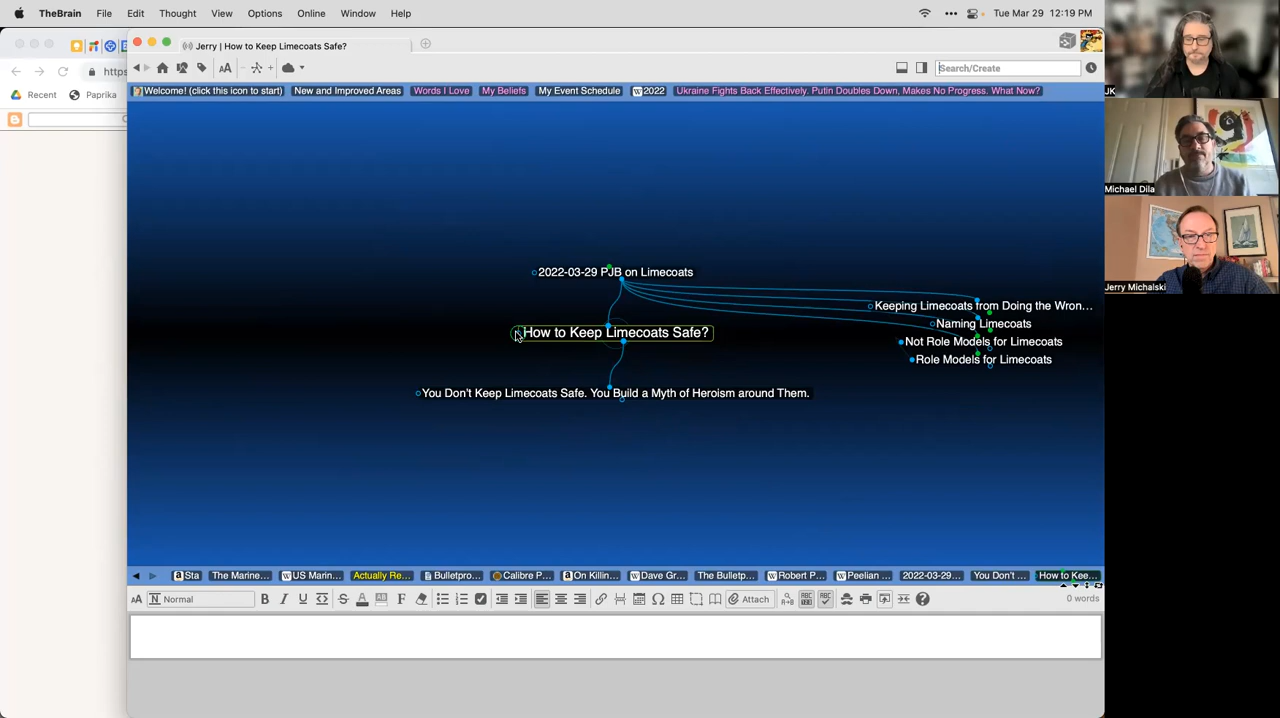 TheBrain File Edit Thought View Options Online Window Help Tue Mar 29 12:19 PM
Jerry | How to Keep Limecoats Safe?
https
Search/Create
Recent Paprika
Welcome! (click this icon to start) New and Improved Areas Words I Love My Beliefs My Event Schedule W 2022 Ukraine Fights Back Effectively. Putin Doubles Down, Makes No Progress. What Now?
JK
Michael Dila
Jerry Michalski
2022-03-29 PJB on Limecoats
Keeping Limecoats from Doing the Wron...
Naming Limecoats
How to Keep Limecoats Safe?
Not Role Models for Limecoats
Role Models for Limecoats
You Don't Keep Limecoats Safe. You Build a Myth of Heroism around Them.
a Sta The Marine... W US Marin... Actually Re... Bulletpro... Calibre P... a On Killin... W Dave Gr... The Bulletp... W Robert P... W Peelian ... 2022-03-29... You Don't ... How to Kee...
AA N Normal B I U S A Attach ABC ABC 0 words